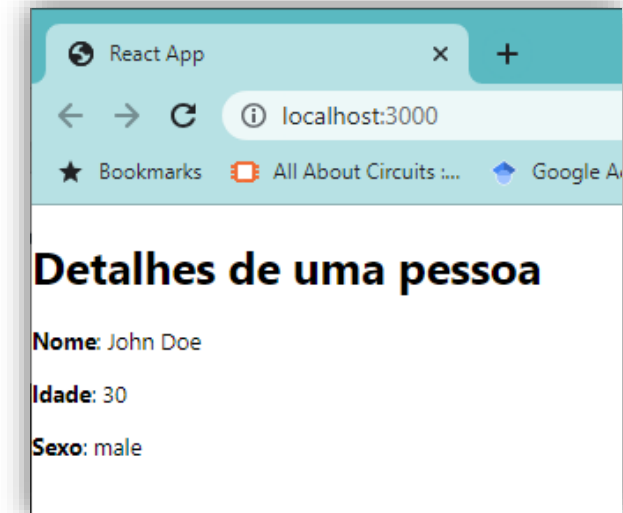 React App
localhost:3000
Bookmarks All About Circuits :... Google
Detalhes de uma pessoa
Nome: John Doe
Idade: 30
Sexo: male